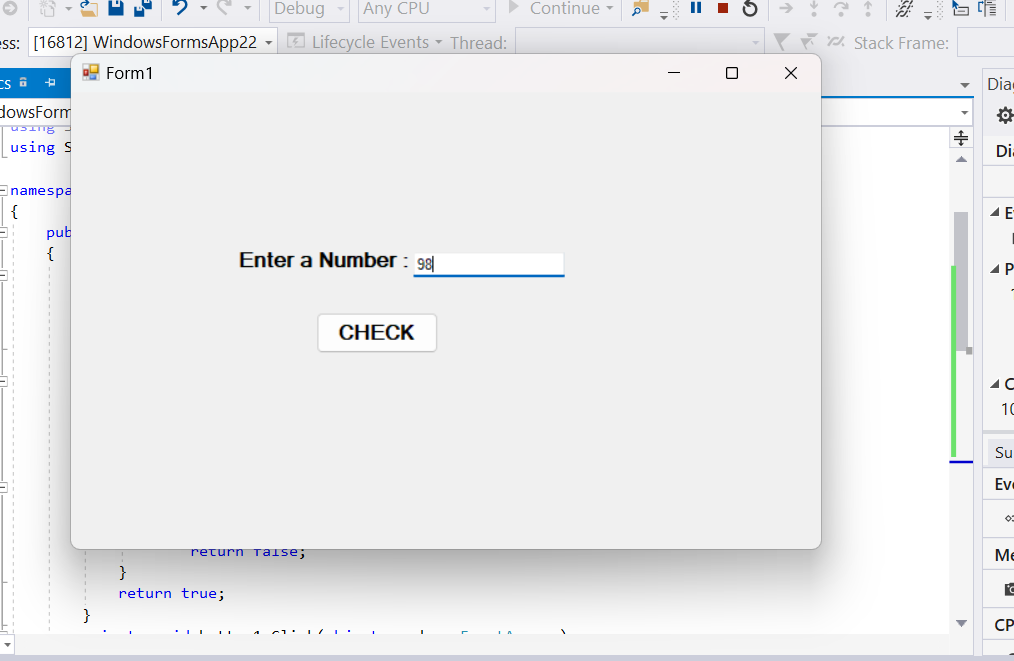 Debug Any CPU Continue
ess: [16812] WindowsFormsApp22 Lifecycle Events Thread: Stack Frame:
cs Form1 Diag
dowsForm
using S
Dia
namespa
{
pub
{
Enter a Number : 98
CHECK
10
Su
Eve
return false;
}
Me
return true;
}
CP